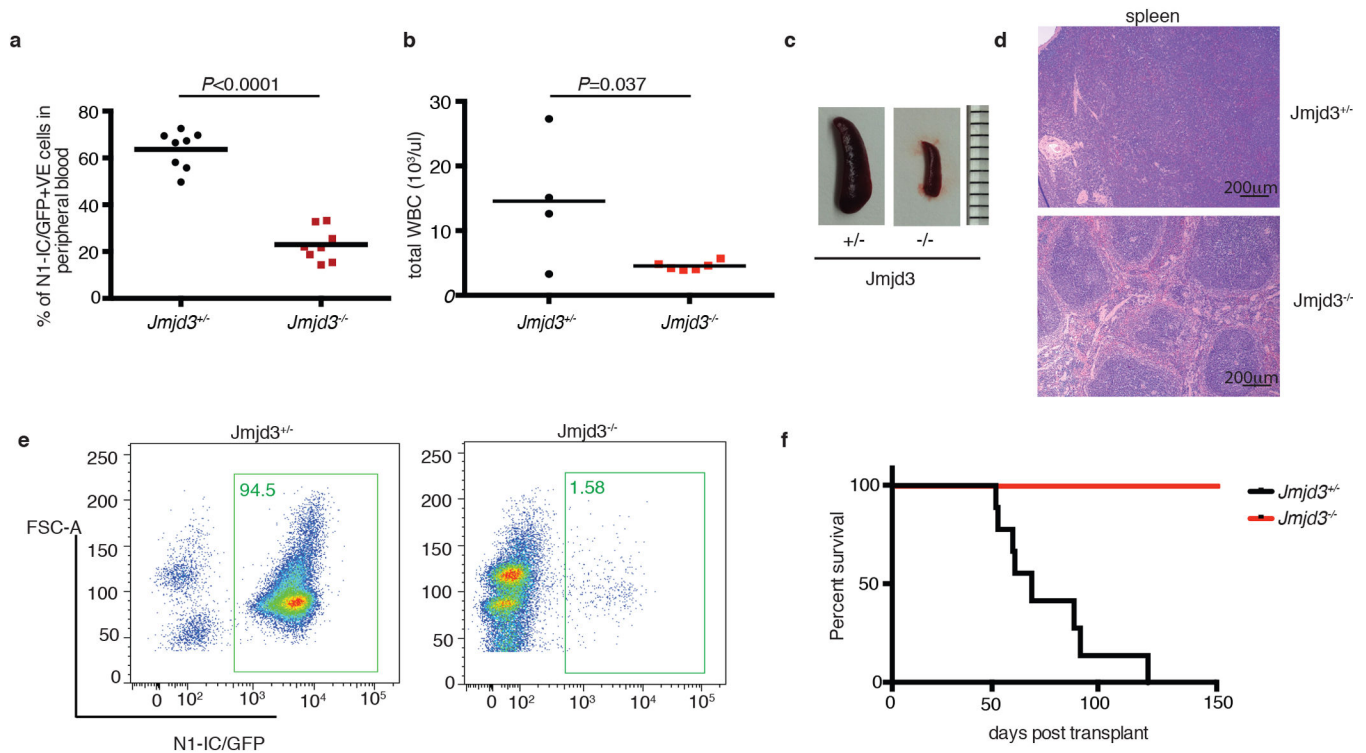 a
P<0.0001
% of N1-IC/GFP+VE cells in
peripheral blood
80
60
40
20
0
Jmjd3+/-
Jmjd3-/-
b
P=0.037
total WBC (10³/ul)
30
20
10
0
Jmjd3+/-
Jmjd3-/-
c
+/-
-/-
Jmjd3
d
spleen
Jmjd3+/-
200µm
Jmjd3-/-
200µm
e
Jmjd3+/-
Jmjd3-/-
250
200
150
100
50
0
94.5
0 10² 10³ 10⁴ 10⁵
250
200
150
100
50
0
1.58
0 10² 10³ 10⁴ 10⁵
FSC-A
N1-IC/GFP
f
Percent survival
100
50
0
0 50 100 150
days post transplant
Jmjd3+/-
Jmjd3-/-